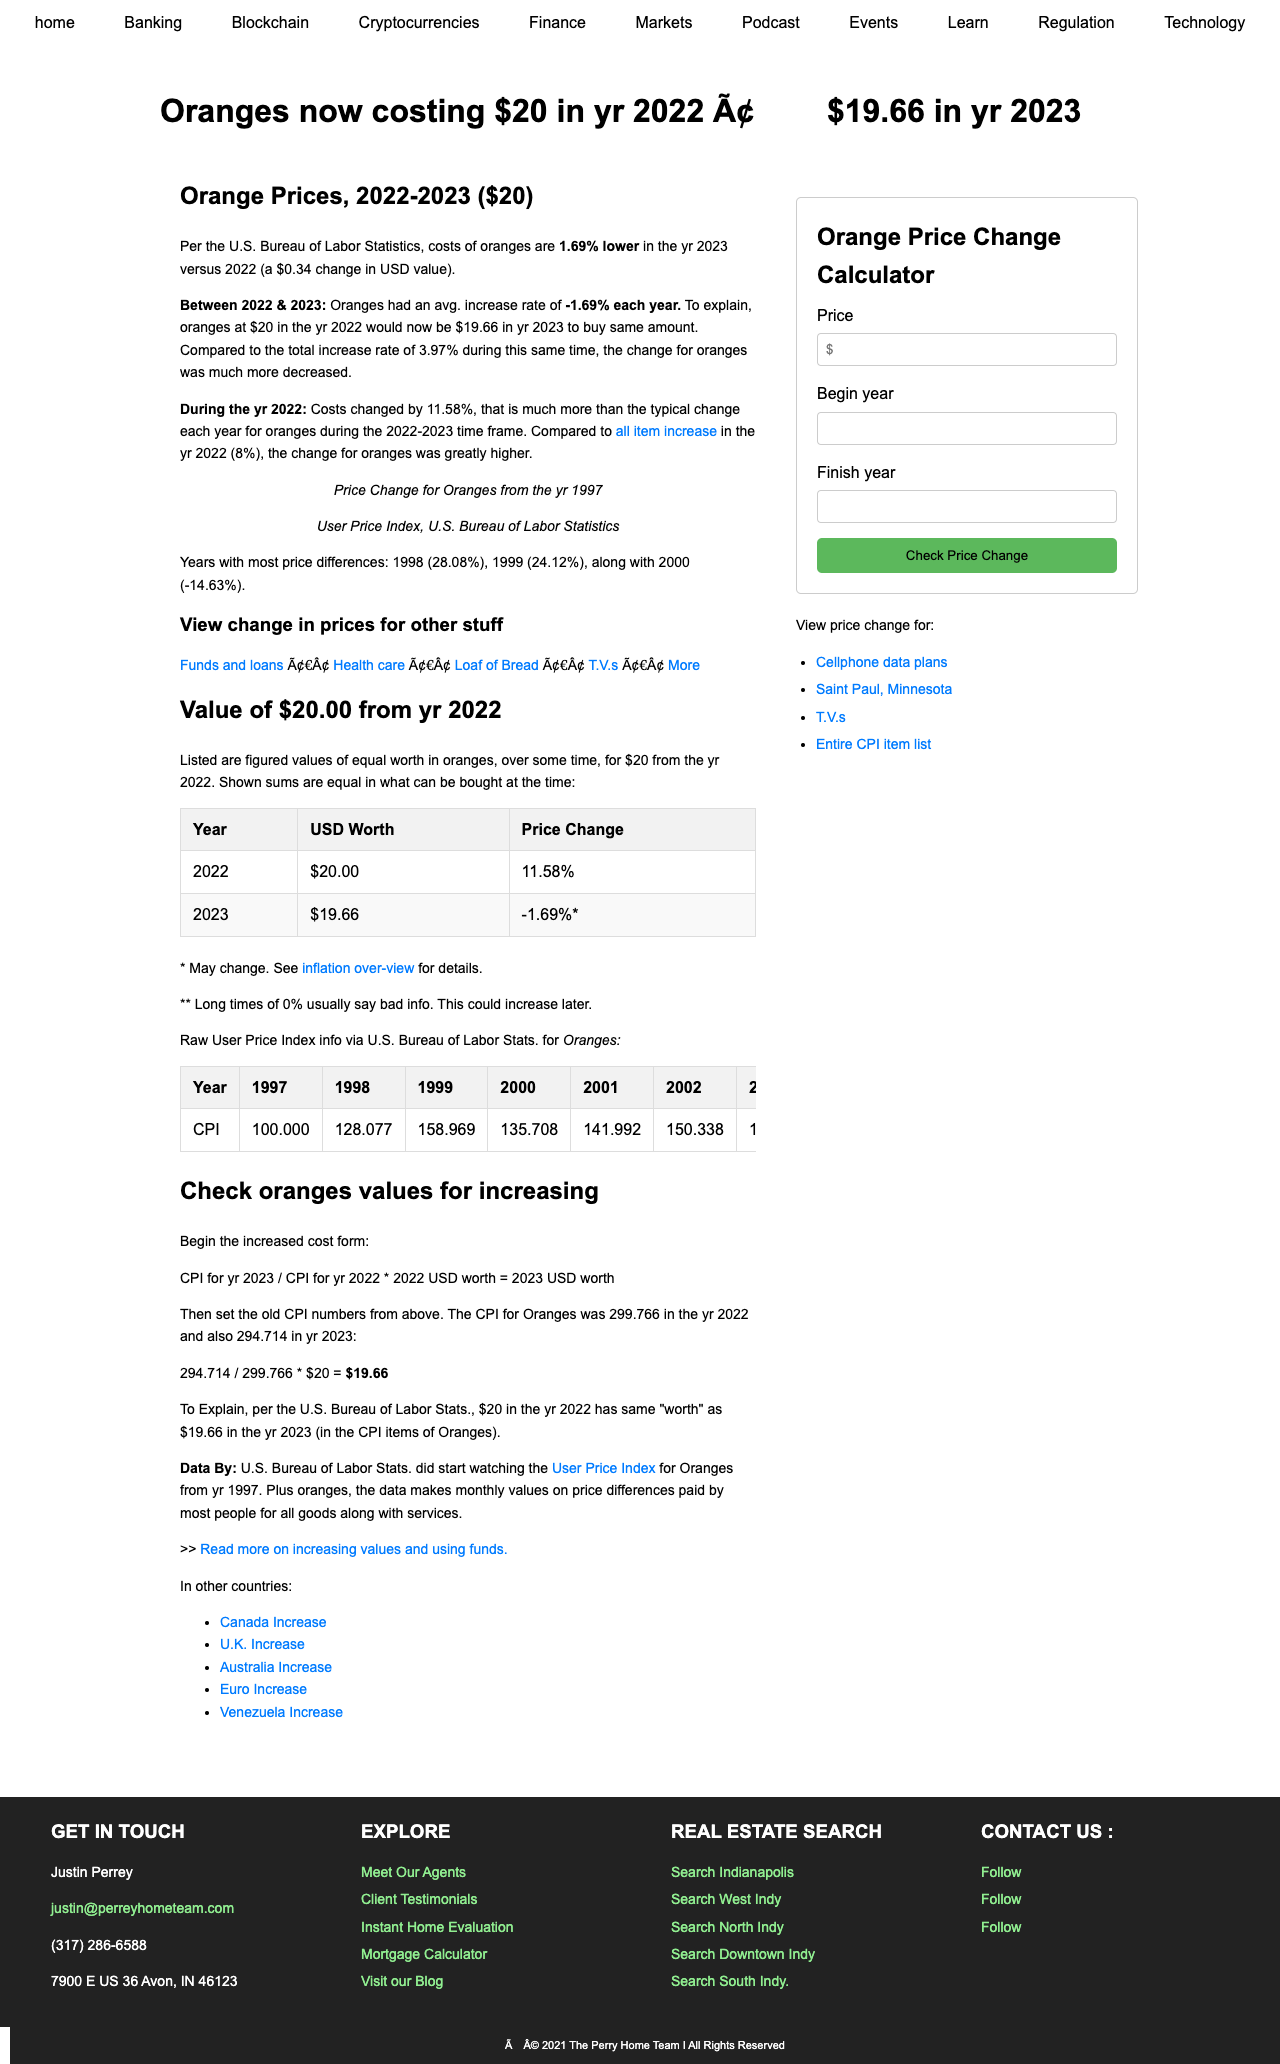 home Banking Blockchain Cryptocurrencies Finance Markets Podcast Events Learn Regulation Technology
Oranges now costing $20 in yr 2022 Ã¢ $19.66 in yr 2023
Orange Prices, 2022-2023 ($20)
Per the U.S. Bureau of Labor Statistics, costs of oranges are 1.69% lower in the yr 2023
versus 2022 (a $0.34 change in USD value).
Between 2022 & 2023: Oranges had an avg. increase rate of -1.69% each year. To explain,
oranges at $20 in the yr 2022 would now be $19.66 in yr 2023 to buy same amount.
Compared to the total increase rate of 3.97% during this same time, the change for oranges
was much more decreased.
During the yr 2022: Costs changed by 11.58%, that is much more than the typical change
each year for oranges during the 2022-2023 time frame. Compared to all item increase in the
yr 2022 (8%), the change for oranges was greatly higher.
Price Change for Oranges from the yr 1997
User Price Index, U.S. Bureau of Labor Statistics
Years with most price differences: 1998 (28.08%), 1999 (24.12%), along with 2000
(-14.63%).
View change in prices for other stuff
Funds and loans Ã¢€Â¢ Health care Ã¢€Â¢ Loaf of Bread Ã¢€Â¢ T.V.s Ã¢€Â¢ More
Value of $20.00 from yr 2022
Listed are figured values of equal worth in oranges, over some time, for $20 from the yr
2022. Shown sums are equal in what can be bought at the time:
Year USD Worth Price Change
2022 $20.00 11.58%
2023 $19.66 -1.69%*
* May change. See inflation over-view for details.
** Long times of 0% usually say bad info. This could increase later.
Raw User Price Index info via U.S. Bureau of Labor Stats. for Oranges:
Year 1997 1998 1999 2000 2001 2002 2
CPI 100.000 128.077 158.969 135.708 141.992 150.338 1
Check oranges values for increasing
Begin the increased cost form:
CPI for yr 2023 / CPI for yr 2022 * 2022 USD worth = 2023 USD worth
Then set the old CPI numbers from above. The CPI for Oranges was 299.766 in the yr 2022
and also 294.714 in yr 2023:
294.714 / 299.766 * $20 = $19.66
To Explain, per the U.S. Bureau of Labor Stats., $20 in the yr 2022 has same "worth" as
$19.66 in the yr 2023 (in the CPI items of Oranges).
Data By: U.S. Bureau of Labor Stats. did start watching the User Price Index for Oranges
from yr 1997. Plus oranges, the data makes monthly values on price differences paid by
most people for all goods along with services.
>> Read more on increasing values and using funds.
In other countries:
• Canada Increase
• U.K. Increase
• Australia Increase
• Euro Increase
• Venezuela Increase
Orange Price Change
Calculator
Price
$
Begin year
Finish year
Check Price Change
View price change for:
• Cellphone data plans
• Saint Paul, Minnesota
• T.V.s
• Entire CPI item list
GET IN TOUCH
Justin Perrey
justin@perreyhometeam.com
(317) 286-6588
7900 E US 36 Avon, IN 46123
EXPLORE
Meet Our Agents
Client Testimonials
Instant Home Evaluation
Mortgage Calculator
Visit our Blog
REAL ESTATE SEARCH
Search Indianapolis
Search West Indy
Search North Indy
Search Downtown Indy
Search South Indy.
CONTACT US :
Follow
Follow
Follow
Ã Â© 2021 The Perry Home Team I All Rights Reserved